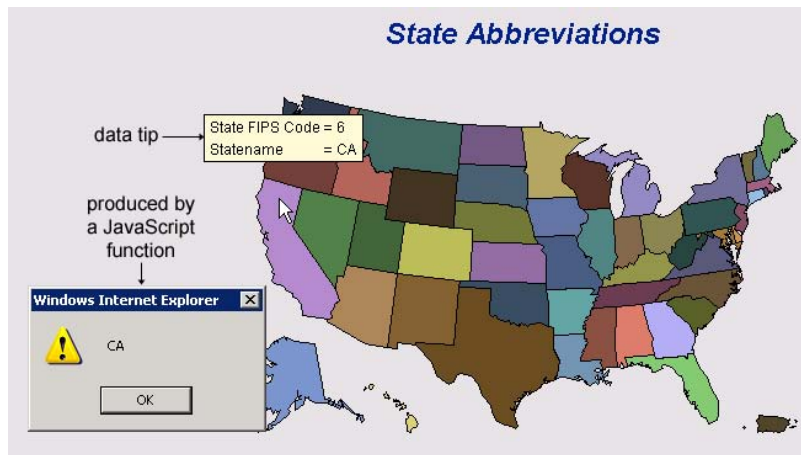 State Abbreviations
data tip
State FIPS Code = 6
Statename = CA
produced by
a JavaScript
function
Windows Internet Explorer
CA
OK